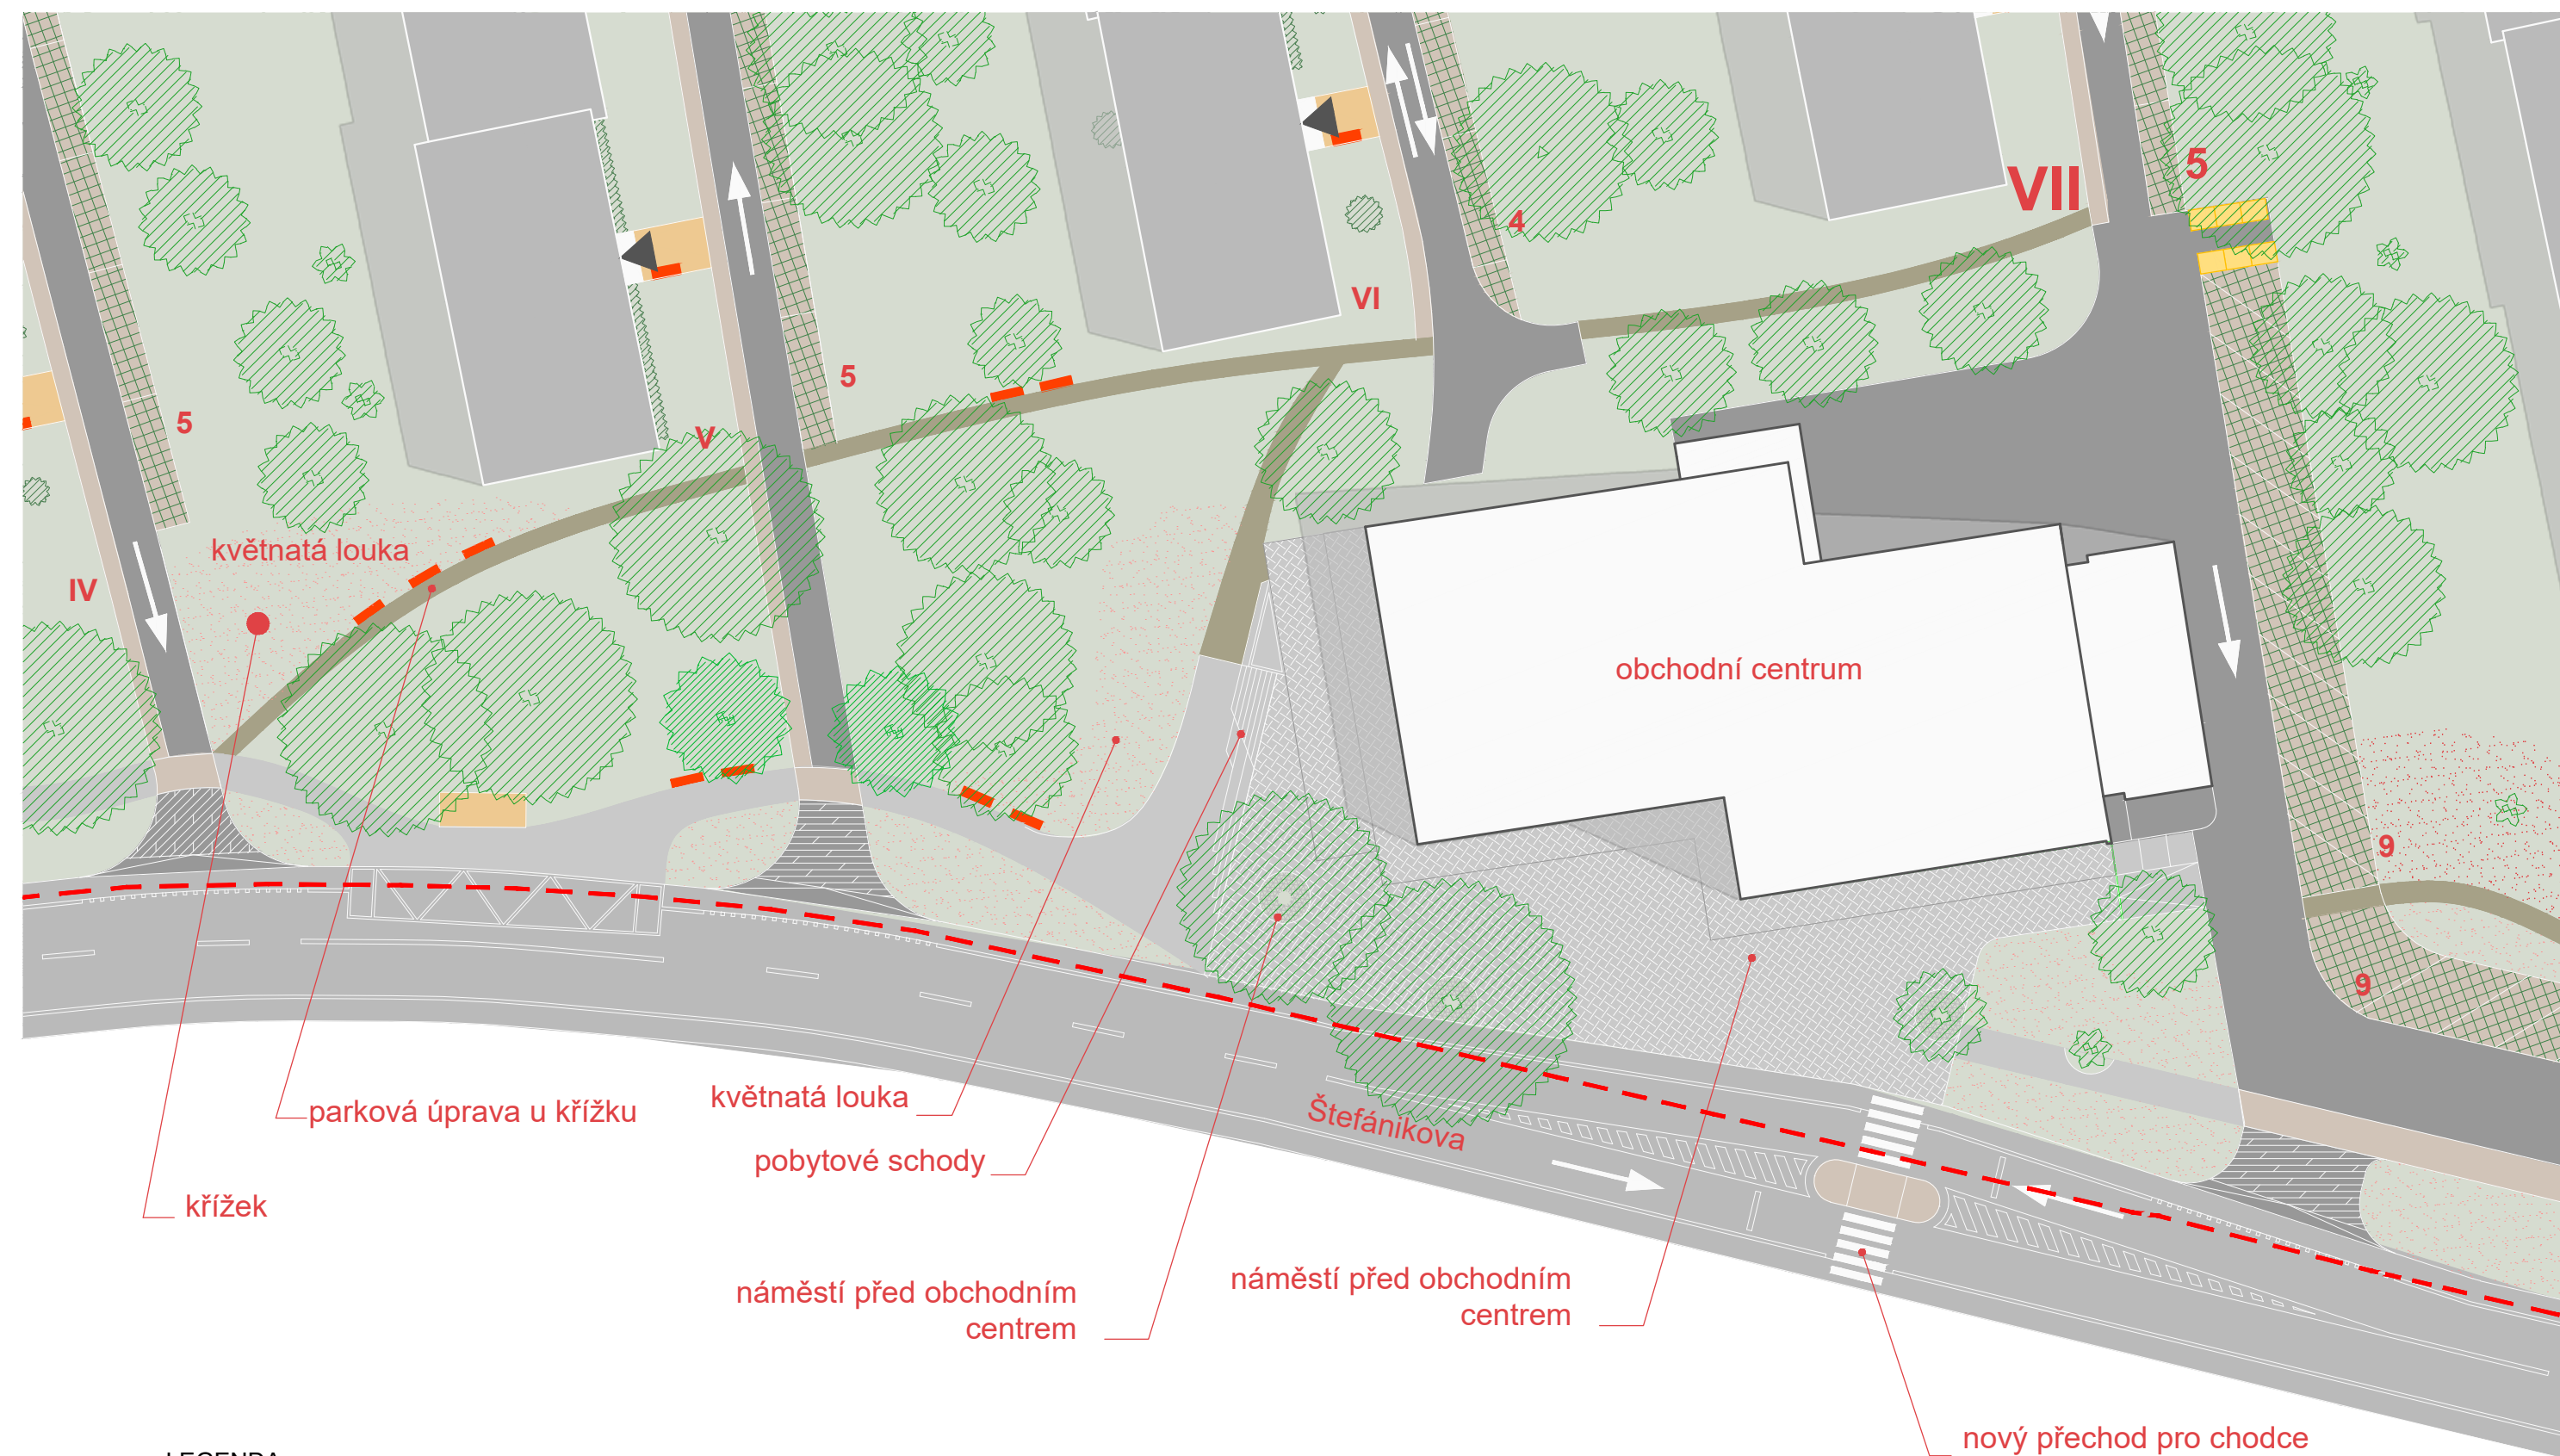 5
VII
4
VI
5
5
V
květnatá louka
IV
obchodní centrum
9
9
Štefánikova
květnatá louka
parková úprava u křížku
pobytové schody
křížek
náměstí před obchodním
centrem
náměstí před obchodním
centrem
nový přechod pro chodce
LEGENDA